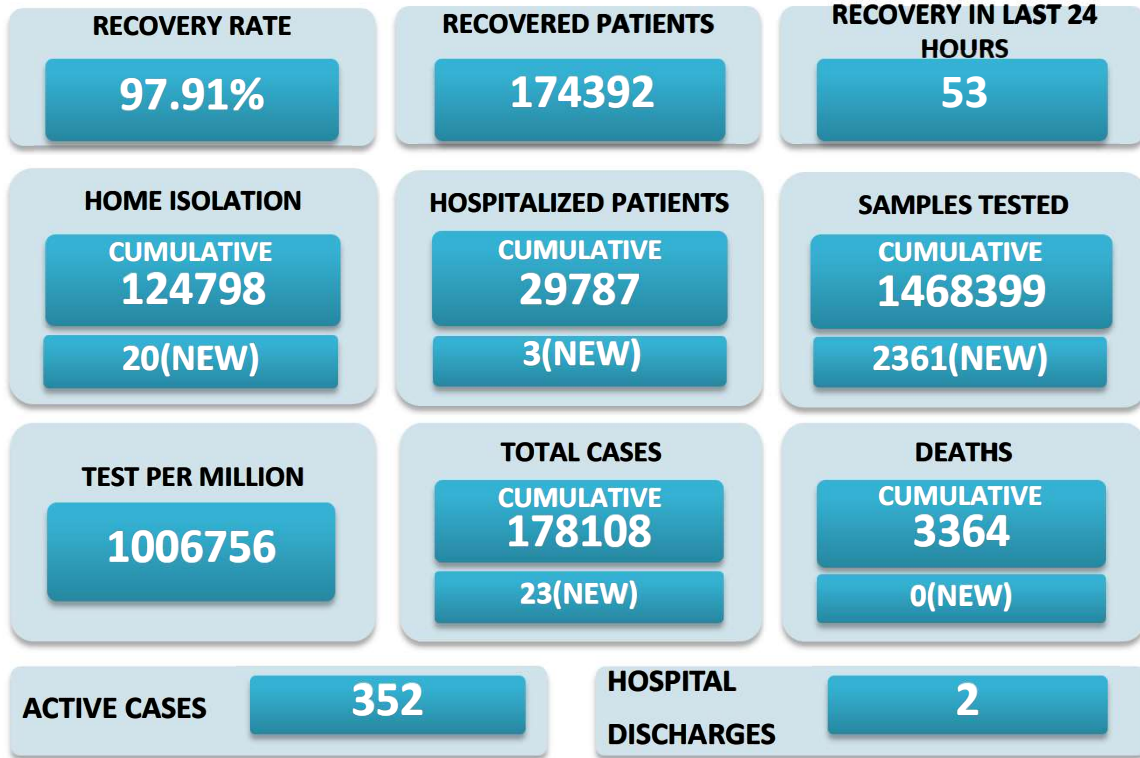 RECOVERY RATE
97.91%
RECOVERED PATIENTS
174392
RECOVERY IN LAST 24
HOURS
53
HOME ISOLATION
CUMULATIVE
124798
20(NEW)
HOSPITALIZED PATIENTS
CUMULATIVE
29787
3(NEW)
SAMPLES TESTED
CUMULATIVE
1468399
2361(NEW)
TEST PER MILLION
1006756
TOTAL CASES
CUMULATIVE
178108
23(NEW)
DEATHS
CUMULATIVE
3364
0(NEW)
ACTIVE CASES
352
HOSPITAL
DISCHARGES
2